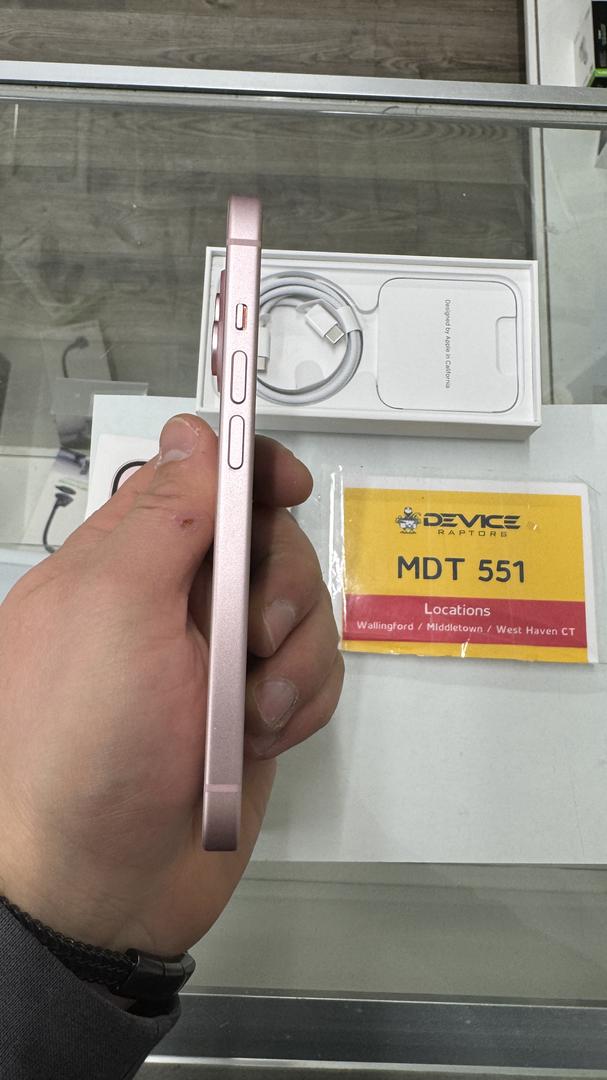 Designed by Apple in California
DEVICE
RAPTORS
MDT 551
Locations
Wallingford / Middletown / West Haven CT